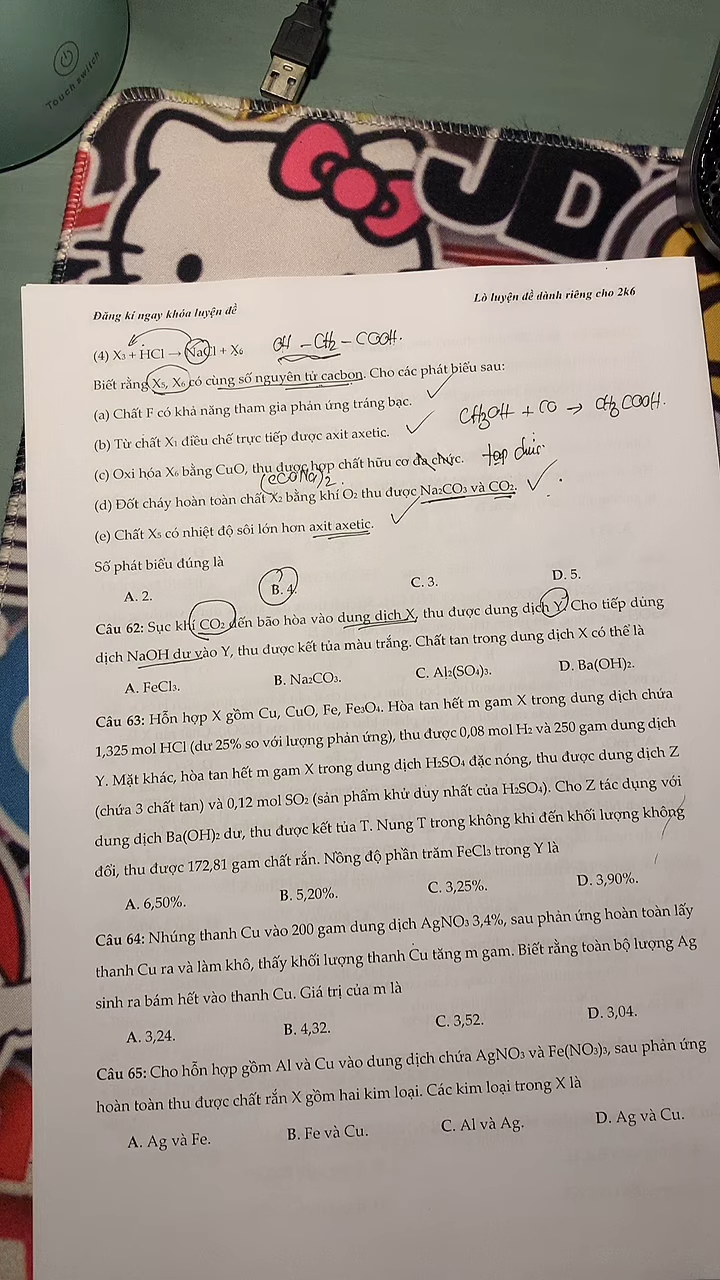 Touch switch
JD
Đăng kí ngay khóa luyện đề
Lò luyện đề dành riêng cho 2k6
(4) X₃ + HCl → NaCl + X₆
OH – CH₂ – COOH.
Biết rằng X₅, X₆ có cùng số nguyên tử cacbon. Cho các phát biểu sau:
(a) Chất F có khả năng tham gia phản ứng tráng bạc.
CH₃OH + CO → CH₃COOH.
(b) Từ chất X₁ điều chế trực tiếp được axit axetic.
(c) Oxi hóa X₆ bằng CuO, thu được hợp chất hữu cơ đa chức.
tạp chức.
(COONa)₂.
(d) Đốt cháy hoàn toàn chất X₂ bằng khí O₂ thu được Na₂CO₃ và CO₂.
(e) Chất X₅ có nhiệt độ sôi lớn hơn axit axetic.
Số phát biểu đúng là
A. 2. B. 4. C. 3. D. 5.
Câu 62: Sục khí CO₂ đến bão hòa vào dung dịch X, thu được dung dịch Y. Cho tiếp dung
dịch NaOH dư vào Y, thu được kết tủa màu trắng. Chất tan trong dung dịch X có thể là
A. FeCl₃. B. Na₂CO₃. C. Al₂(SO₄)₃. D. Ba(OH)₂.
Câu 63: Hỗn hợp X gồm Cu, CuO, Fe, Fe₃O₄. Hòa tan hết m gam X trong dung dịch chứa
1,325 mol HCl (dư 25% so với lượng phản ứng), thu được 0,08 mol H₂ và 250 gam dung dịch
Y. Mặt khác, hòa tan hết m gam X trong dung dịch H₂SO₄ đặc nóng, thu được dung dịch Z
(chứa 3 chất tan) và 0,12 mol SO₂ (sản phẩm khử duy nhất của H₂SO₄). Cho Z tác dụng với
dung dịch Ba(OH)₂ dư, thu được kết tủa T. Nung T trong không khí đến khối lượng không
đổi, thu được 172,81 gam chất rắn. Nồng độ phần trăm FeCl₃ trong Y là
A. 6,50%. B. 5,20%. C. 3,25%. D. 3,90%.
Câu 64: Nhúng thanh Cu vào 200 gam dung dịch AgNO₃ 3,4%, sau phản ứng hoàn toàn lấy
thanh Cu ra và làm khô, thấy khối lượng thanh Cu tăng m gam. Biết rằng toàn bộ lượng Ag
sinh ra bám hết vào thanh Cu. Giá trị của m là
A. 3,24. B. 4,32. C. 3,52. D. 3,04.
Câu 65: Cho hỗn hợp gồm Al và Cu vào dung dịch chứa AgNO₃ và Fe(NO₃)₃, sau phản ứng
hoàn toàn thu được chất rắn X gồm hai kim loại. Các kim loại trong X là
A. Ag và Fe. B. Fe và Cu. C. Al và Ag. D. Ag và Cu.